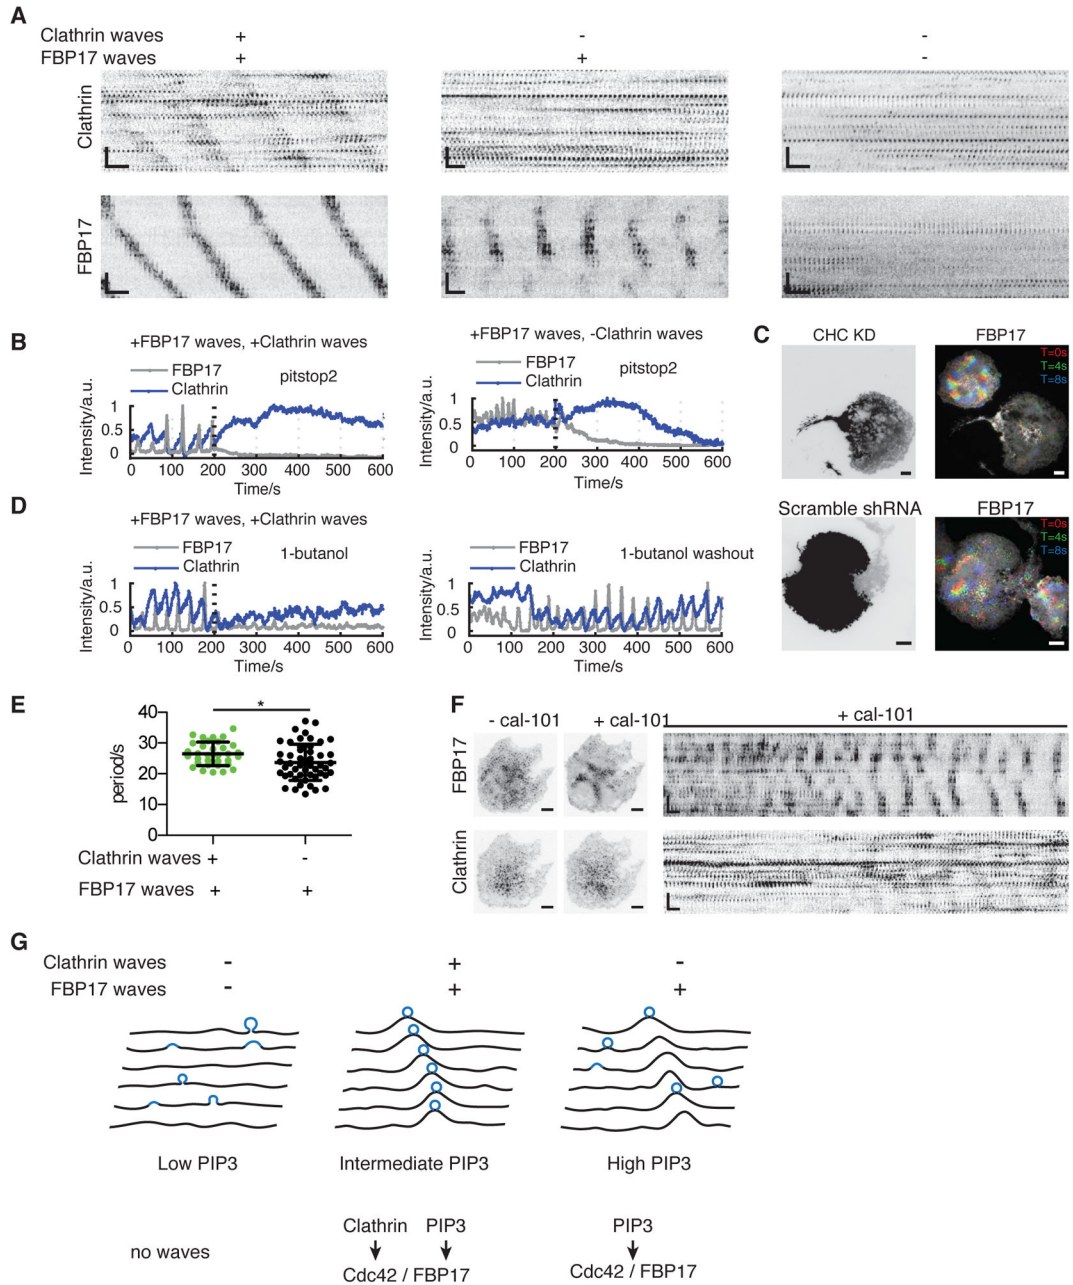 A
Clathrin waves + - -
FBP17 waves + + -
Clathrin
FBP17
B
+FBP17 waves, +Clathrin waves
FBP17
Clathrin
pitstop2
Intensity/a.u.
1
0.5
0
0 100 200 300 400 500 600
Time/s
+FBP17 waves, -Clathrin waves
FBP17
Clathrin
pitstop2
Intensity/a.u.
1
0.5
0
0 100 200 300 400 500 600
Time/s
C
CHC KD
FBP17
T=0s
T=4s
T=8s
Scramble shRNA
FBP17
T=0s
T=4s
T=8s
D
+FBP17 waves, +Clathrin waves
FBP17
Clathrin
1-butanol
Intensity/a.u.
1
0.5
0
0 100 200 300 400 500 600
Time/s
FBP17
Clathrin
1-butanol washout
Intensity/a.u.
1
0.5
0
0 100 200 300 400 500 600
Time/s
E
*
period/s
40
30
20
10
0
Clathrin waves + -
FBP17 waves + +
F
- cal-101
+ cal-101
+ cal-101
FBP17
Clathrin
G
Clathrin waves - + -
FBP17 waves - + +
Low PIP3
Intermediate PIP3
High PIP3
no waves
Clathrin PIP3
Cdc42 / FBP17
PIP3
Cdc42 / FBP17